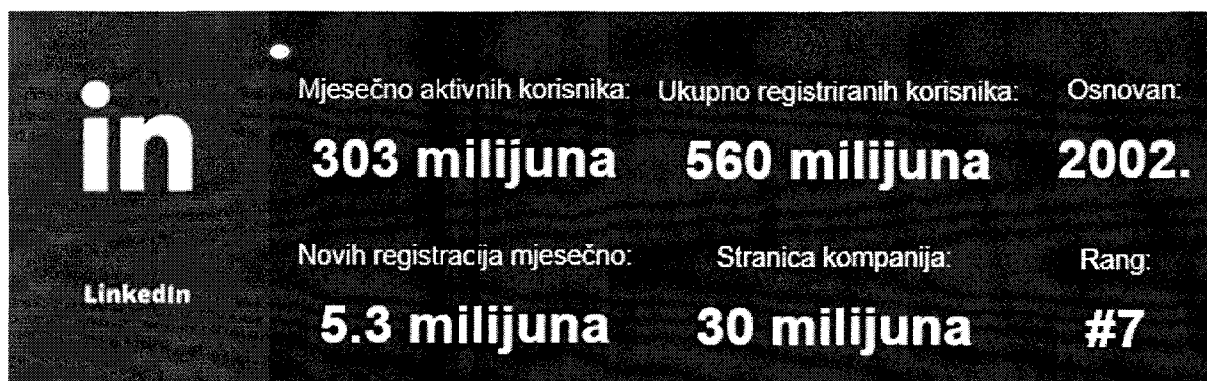 in
LinkedIn
Mjesečno aktivnih korisnika:
303 milijuna
Ukupno registriranih korisnika:
560 milijuna
Osnovan:
2002.
Novih registracija mjesečno:
5.3 milijuna
Stranica kompanija:
30 milijuna
Rang:
#7